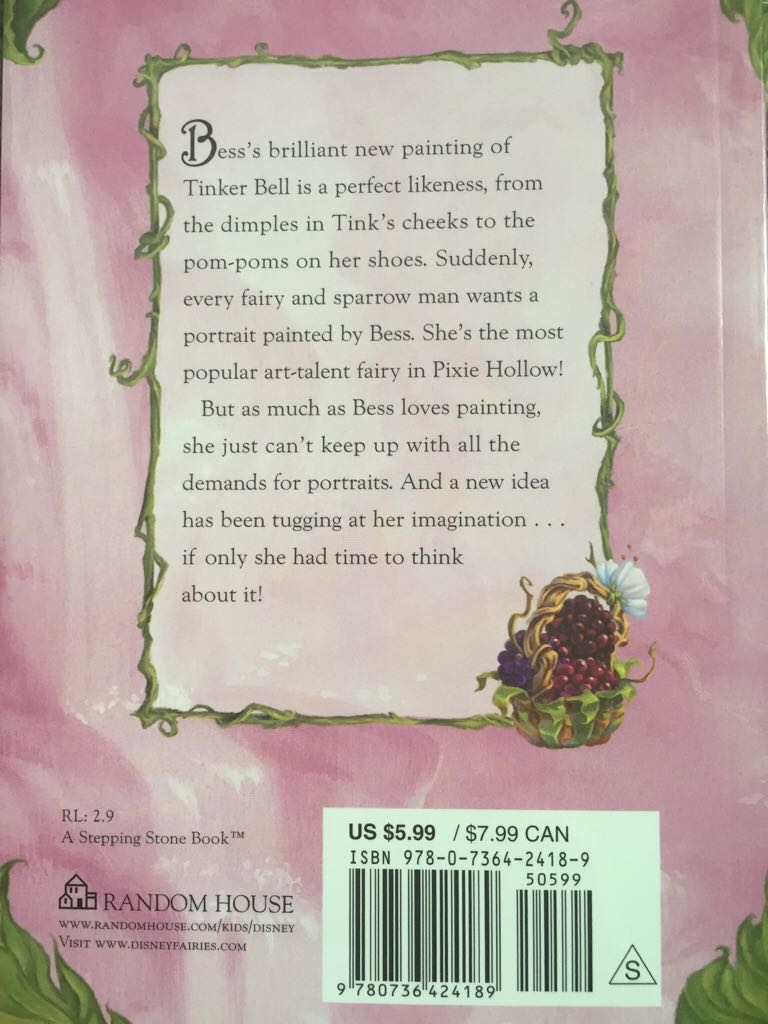 Bess's brilliant new painting of
Tinker Bell is a perfect likeness, from
the dimples in Tink's cheeks to the
pom-poms on her shoes. Suddenly,
every fairy and sparrow man wants a
portrait painted by Bess. She's the most
popular art-talent fairy in Pixie Hollow!
But as much as Bess loves painting,
she just can't keep up with all the
demands for portraits. And a new idea
has been tugging at her imagination . . .
if only she had time to think
about it!
RL: 2.9
A Stepping Stone Book™
RANDOM HOUSE
WWW.RANDOMHOUSE.COM/KIDS/DISNEY
VISIT WWW.DISNEYFAIRIES.COM
US $5.99 / $7.99 CAN
ISBN 978-0-7364-2418-9
50599
9 780736 424189
S